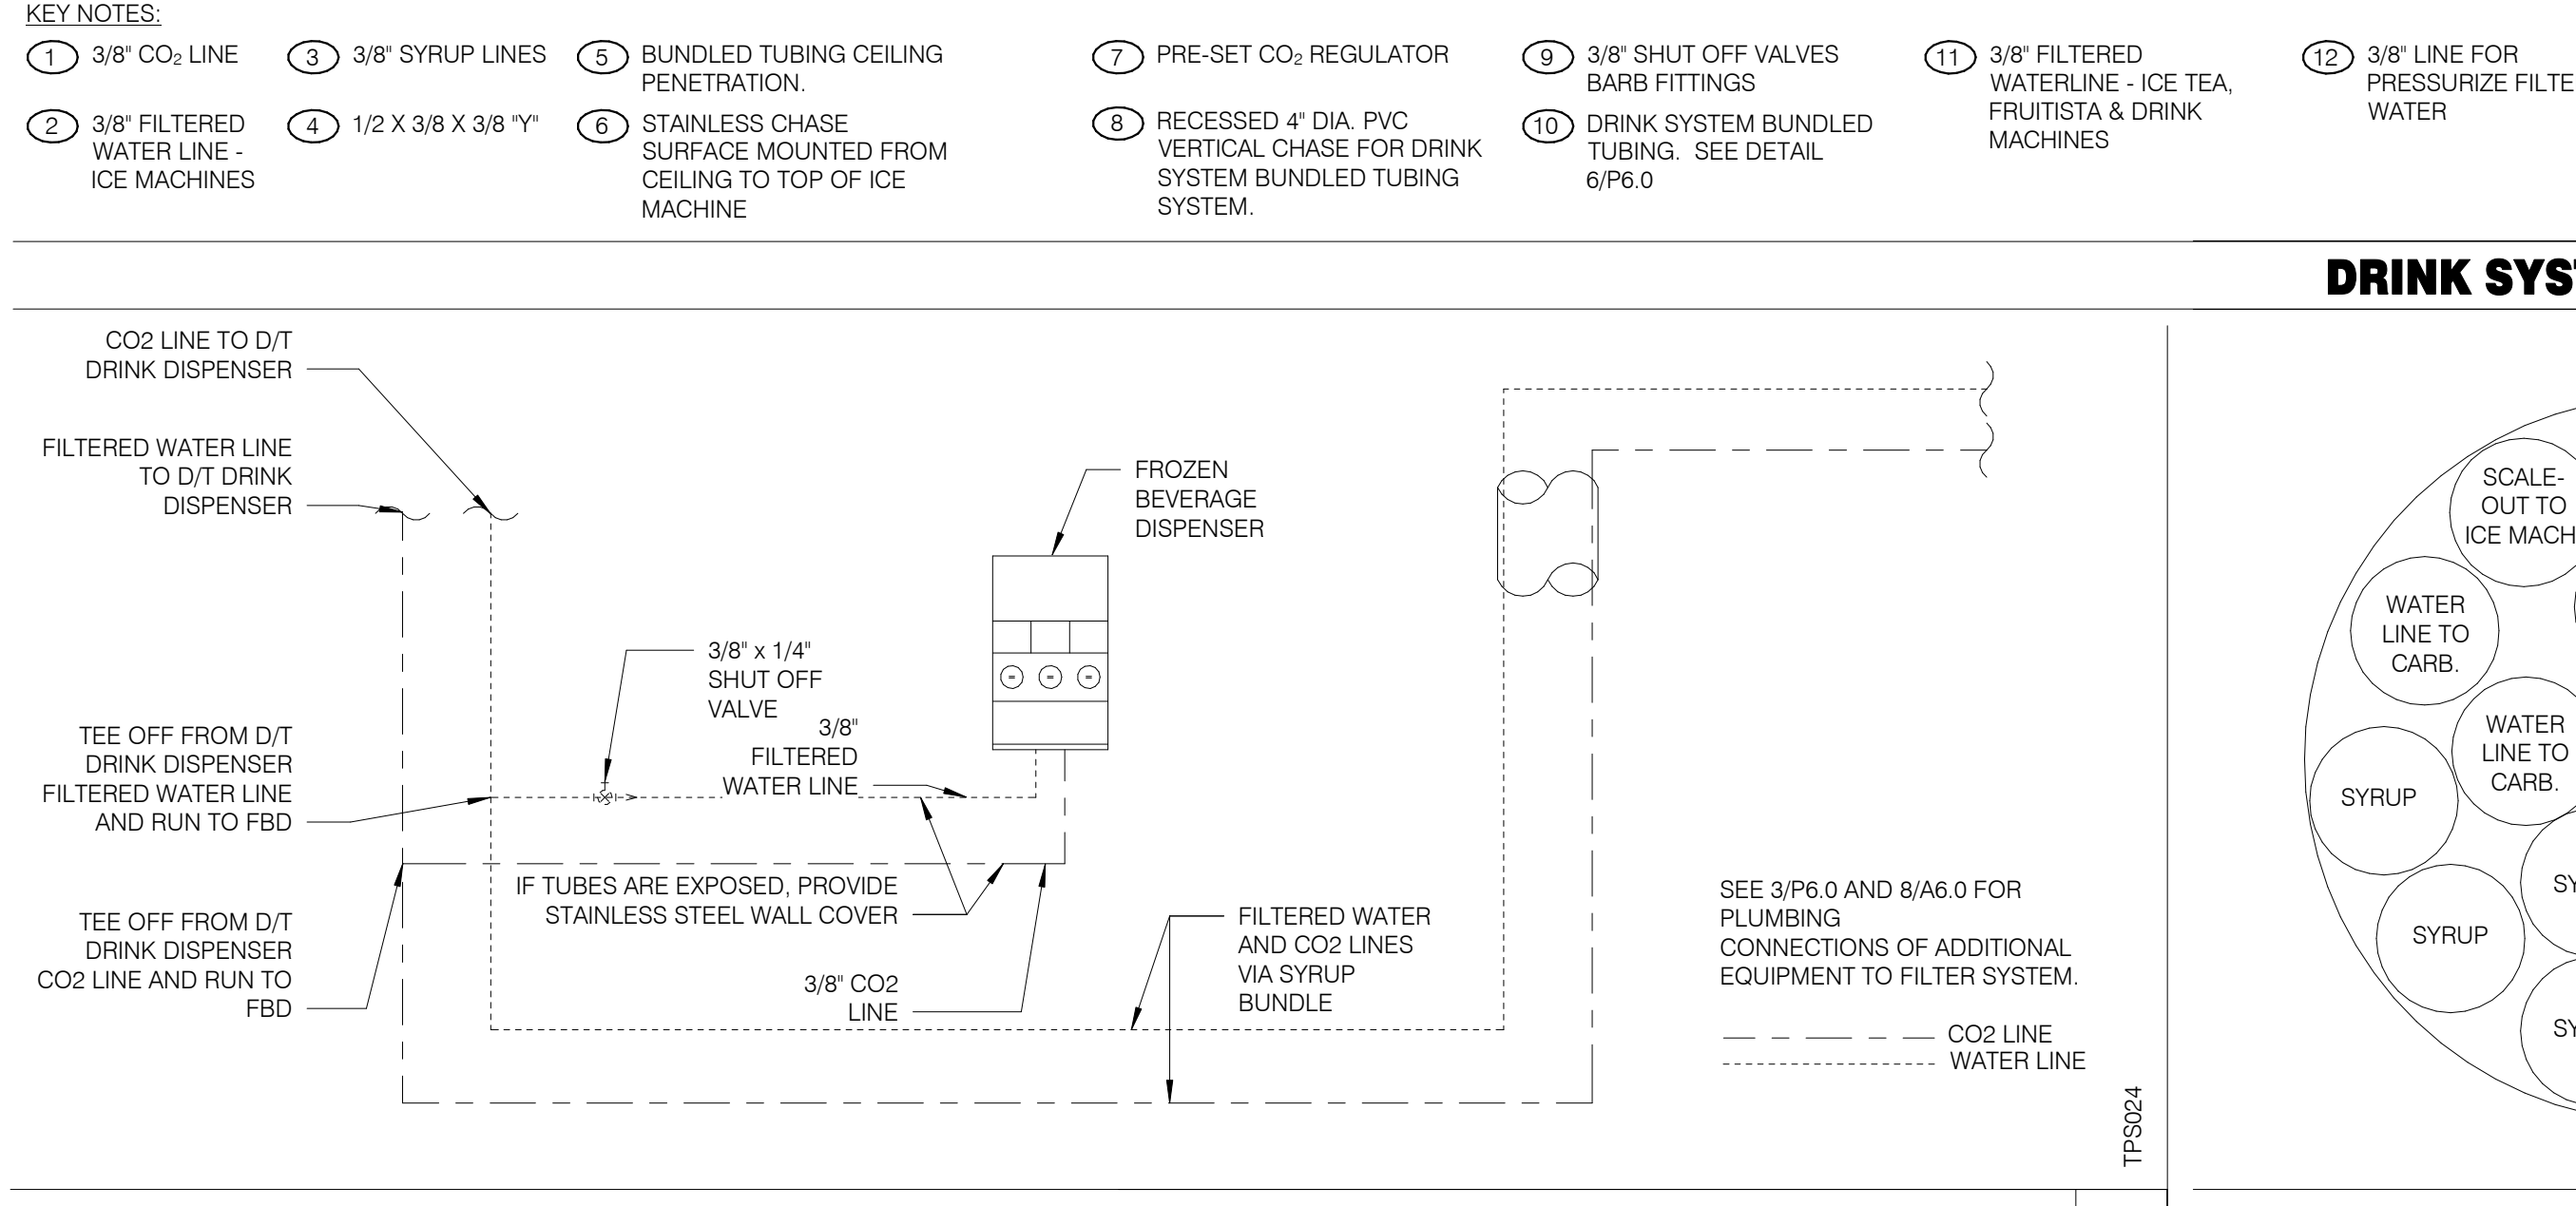 KEY NOTES:
1 3/8" CO₂ LINE
2 3/8" FILTERED
WATER LINE -
ICE MACHINES
3 3/8" SYRUP LINES
4 1/2 X 3/8 X 3/8 "Y"
5 BUNDLED TUBING CEILING
PENETRATION.
6 STAINLESS CHASE
SURFACE MOUNTED FROM
CEILING TO TOP OF ICE
MACHINE
7 PRE-SET CO₂ REGULATOR
8 RECESSED 4" DIA. PVC
VERTICAL CHASE FOR DRINK
SYSTEM BUNDLED TUBING
SYSTEM.
9 3/8" SHUT OFF VALVES
BARB FITTINGS
10 DRINK SYSTEM BUNDLED
TUBING. SEE DETAIL
6/P6.0
11 3/8" FILTERED
WATERLINE - ICE TEA,
FRUITISTA & DRINK
MACHINES
12 3/8" LINE FOR
PRESSURIZE FILTE
WATER
DRINK SYS
CO2 LINE TO D/T
DRINK DISPENSER
FILTERED WATER LINE
TO D/T DRINK
DISPENSER
FROZEN
BEVERAGE
DISPENSER
3/8" x 1/4"
SHUT OFF
VALVE
3/8"
FILTERED
WATER LINE
TEE OFF FROM D/T
DRINK DISPENSER
FILTERED WATER LINE
AND RUN TO FBD
IF TUBES ARE EXPOSED, PROVIDE
STAINLESS STEEL WALL COVER
TEE OFF FROM D/T
DRINK DISPENSER
CO2 LINE AND RUN TO
FBD
3/8" CO2
LINE
FILTERED WATER
AND CO2 LINES
VIA SYRUP
BUNDLE
SEE 3/P6.0 AND 8/A6.0 FOR
PLUMBING
CONNECTIONS OF ADDITIONAL
EQUIPMENT TO FILTER SYSTEM.
CO2 LINE
WATER LINE
TPS024
SCALE-
OUT TO
ICE MACH
WATER
LINE TO
CARB.
WATER
LINE TO
CARB.
SYRUP
SYRUP
SY
SY